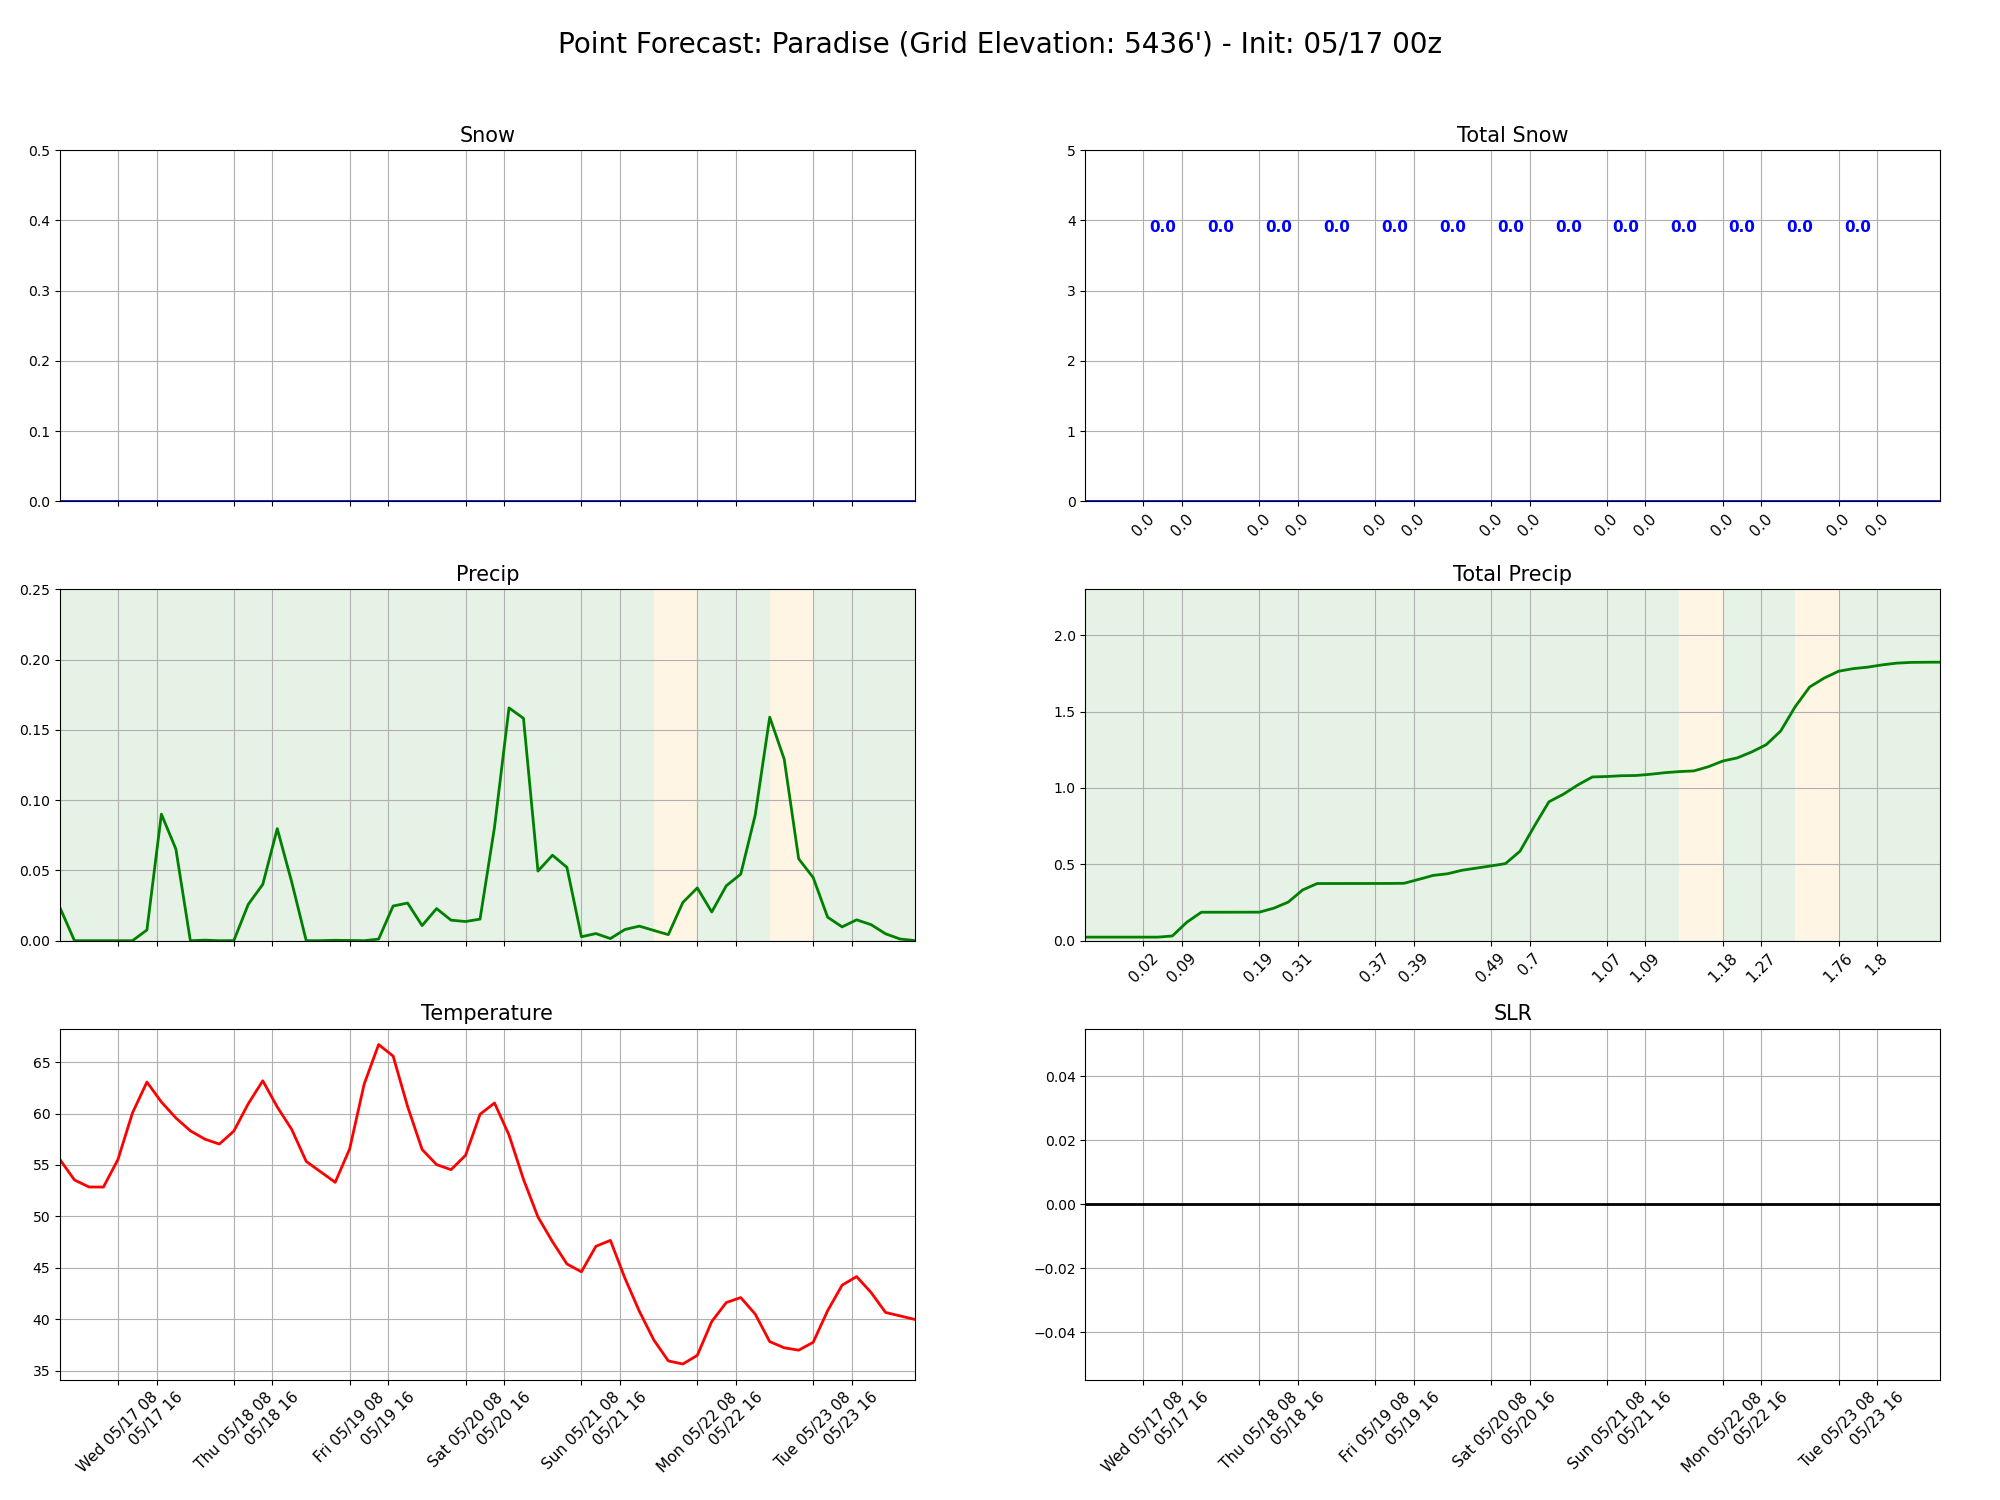 Point Forecast: Paradise (Grid Elevation: 5436') - Init: 05/17 00z
Snow
0.5
0.4
0.3
0.2
0.1
0.0
Total Snow
5
4
3
2
1
0
0.0 0.0 0.0 0.0 0.0 0.0 0.0 0.0 0.0 0.0 0.0 0.0 0.0
0.0 0.0 0.0 0.0 0.0 0.0 0.0 0.0 0.0 0.0 0.0 0.0 0.0 0.0
Precip
0.25
0.20
0.15
0.10
0.05
0.00
Total Precip
2.0
1.5
1.0
0.5
0.0
0.02 0.09 0.19 0.31 0.37 0.39 0.49 0.7 1.07 1.09 1.18 1.27 1.76 1.8
Temperature
65
60
55
50
45
40
35
Wed 05/17 08
05/17 16
Thu 05/18 08
05/18 16
Fri 05/19 08
05/19 16
Sat 05/20 08
05/20 16
Sun 05/21 08
05/21 16
Mon 05/22 08
05/22 16
Tue 05/23 08
05/23 16
SLR
0.04
0.02
0.00
−0.02
−0.04
Wed 05/17 08
05/17 16
Thu 05/18 08
05/18 16
Fri 05/19 08
05/19 16
Sat 05/20 08
05/20 16
Sun 05/21 08
05/21 16
Mon 05/22 08
05/22 16
Tue 05/23 08
05/23 16